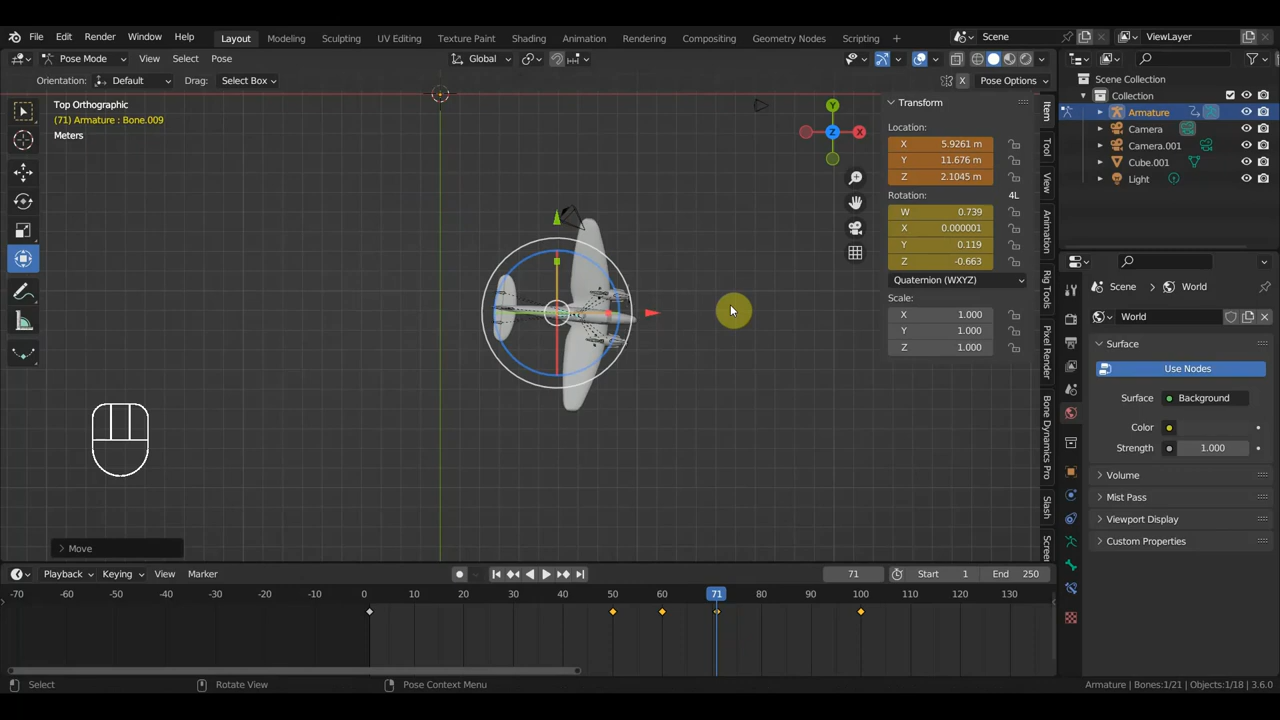 File Edit Render Window Help Layout Modeling Sculpting UV Editing Texture Paint Shading Animation Rendering Compositing Geometry Nodes Scripting + Scene ViewLayer
Pose Mode View Select Pose Global
Orientation: Default Drag: Select Box X Pose Options
Top Orthographic
(71) Armature : Bone.009
Meters
Y
X
Z
Transform
Location:
X 5.9261 m
Y 11.676 m
Z 2.1045 m
Rotation: 4L
W 0.739
X 0.000001
Y 0.119
Z -0.663
Quaternion (WXYZ)
Scale:
X 1.000
Y 1.000
Z 1.000
Item
Tool
View
Animation
Rig Tools
Pixel Render
Bone Dynamics Pro
Slash
Screen
Scene Collection
Collection
Armature
Camera
Camera.001
Cube.001
Light
Scene World
World
Surface
Use Nodes
Surface Background
Color
Strength 1.000
Volume
Mist Pass
Viewport Display
Custom Properties
Move
Playback Keying View Marker 71 Start 1 End 250
-70 -60 -50 -40 -30 -20 -10 0 10 20 30 40 50 60 71 80 90 100 110 120 130
Select Rotate View Pose Context Menu Armature | Bones:1/21 | Objects:1/18 | 3.6.0